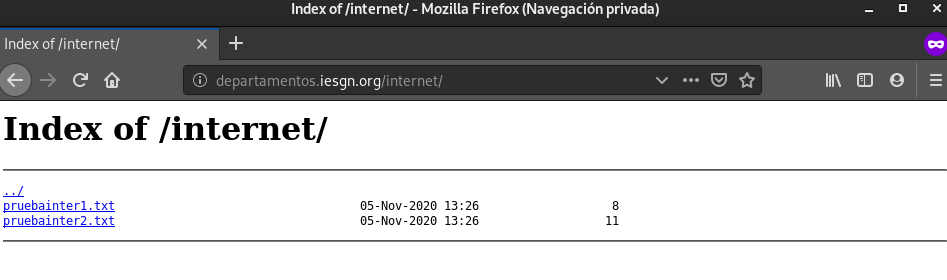 Index of /internet/ - Mozilla Firefox (Navegación privada)
Index of /internet/
departamentos.iesgn.org/internet/
Index of /internet/
../
pruebainter1.txt 05-Nov-2020 13:26 8
pruebainter2.txt 05-Nov-2020 13:26 11